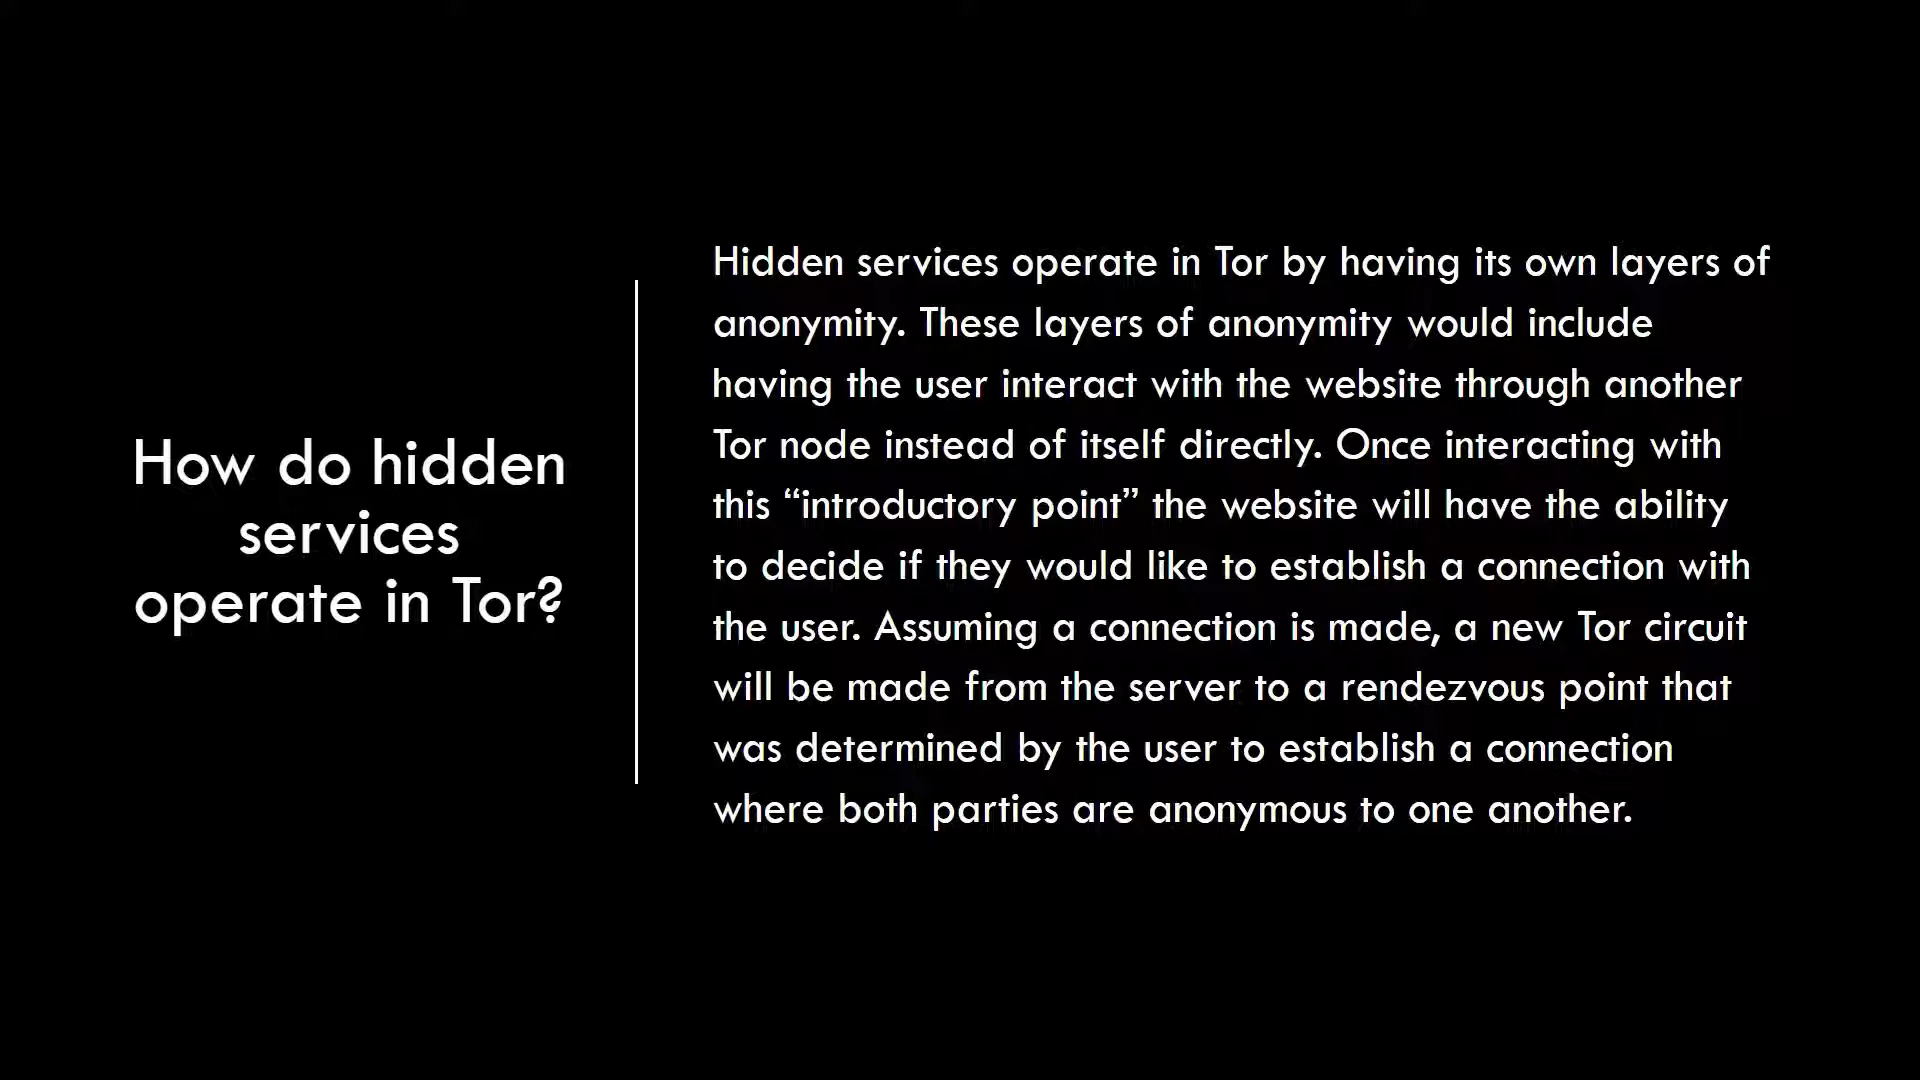 How do hidden
services
operate in Tor?
Hidden services operate in Tor by having its own layers of
anonymity. These layers of anonymity would include
having the user interact with the website through another
Tor node instead of itself directly. Once interacting with
this “introductory point” the website will have the ability
to decide if they would like to establish a connection with
the user. Assuming a connection is made, a new Tor circuit
will be made from the server to a rendezvous point that
was determined by the user to establish a connection
where both parties are anonymous to one another.